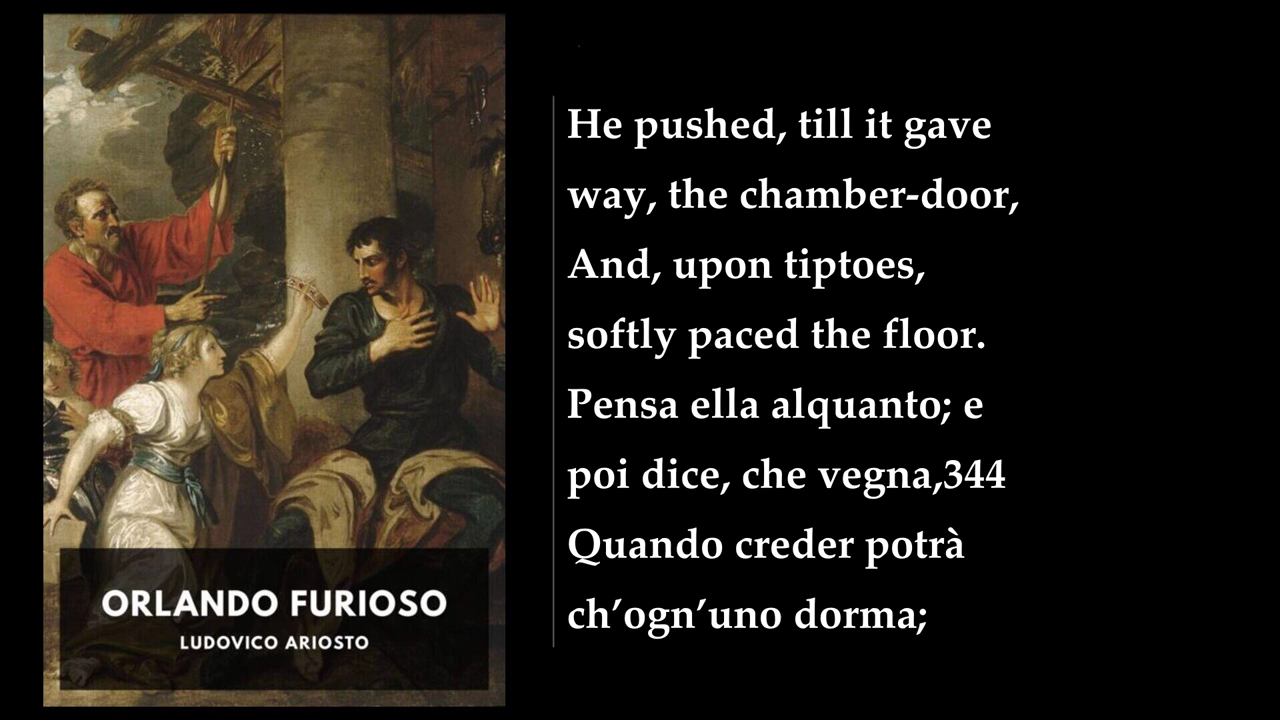 ORLANDO FURIOSO
LUDOVICO ARIOSTO
He pushed, till it gave
way, the chamber-door,
And, upon tiptoes,
softly paced the floor.
Pensa ella alquanto; e
poi dice, che vegna,344
Quando creder potrà
ch’ogn’uno dorma;